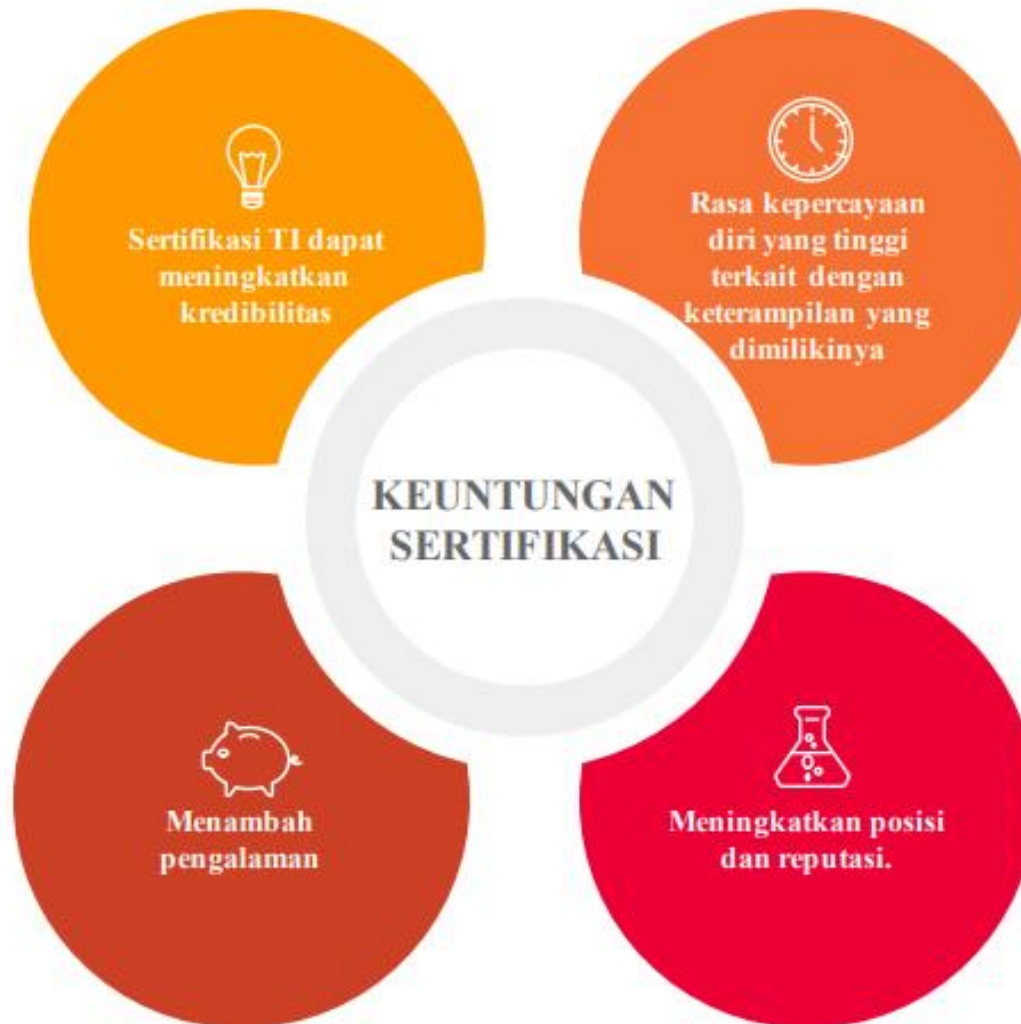 Sertifikasi TI dapat
meningkatkan
kredibilitas
Rasa kepercayaan
diri yang tinggi
terkait dengan
keterampilan yang
dimilikinya
KEUNTUNGAN
SERTIFIKASI
Menambah
pengalaman
Meningkatkan posisi
dan reputasi.